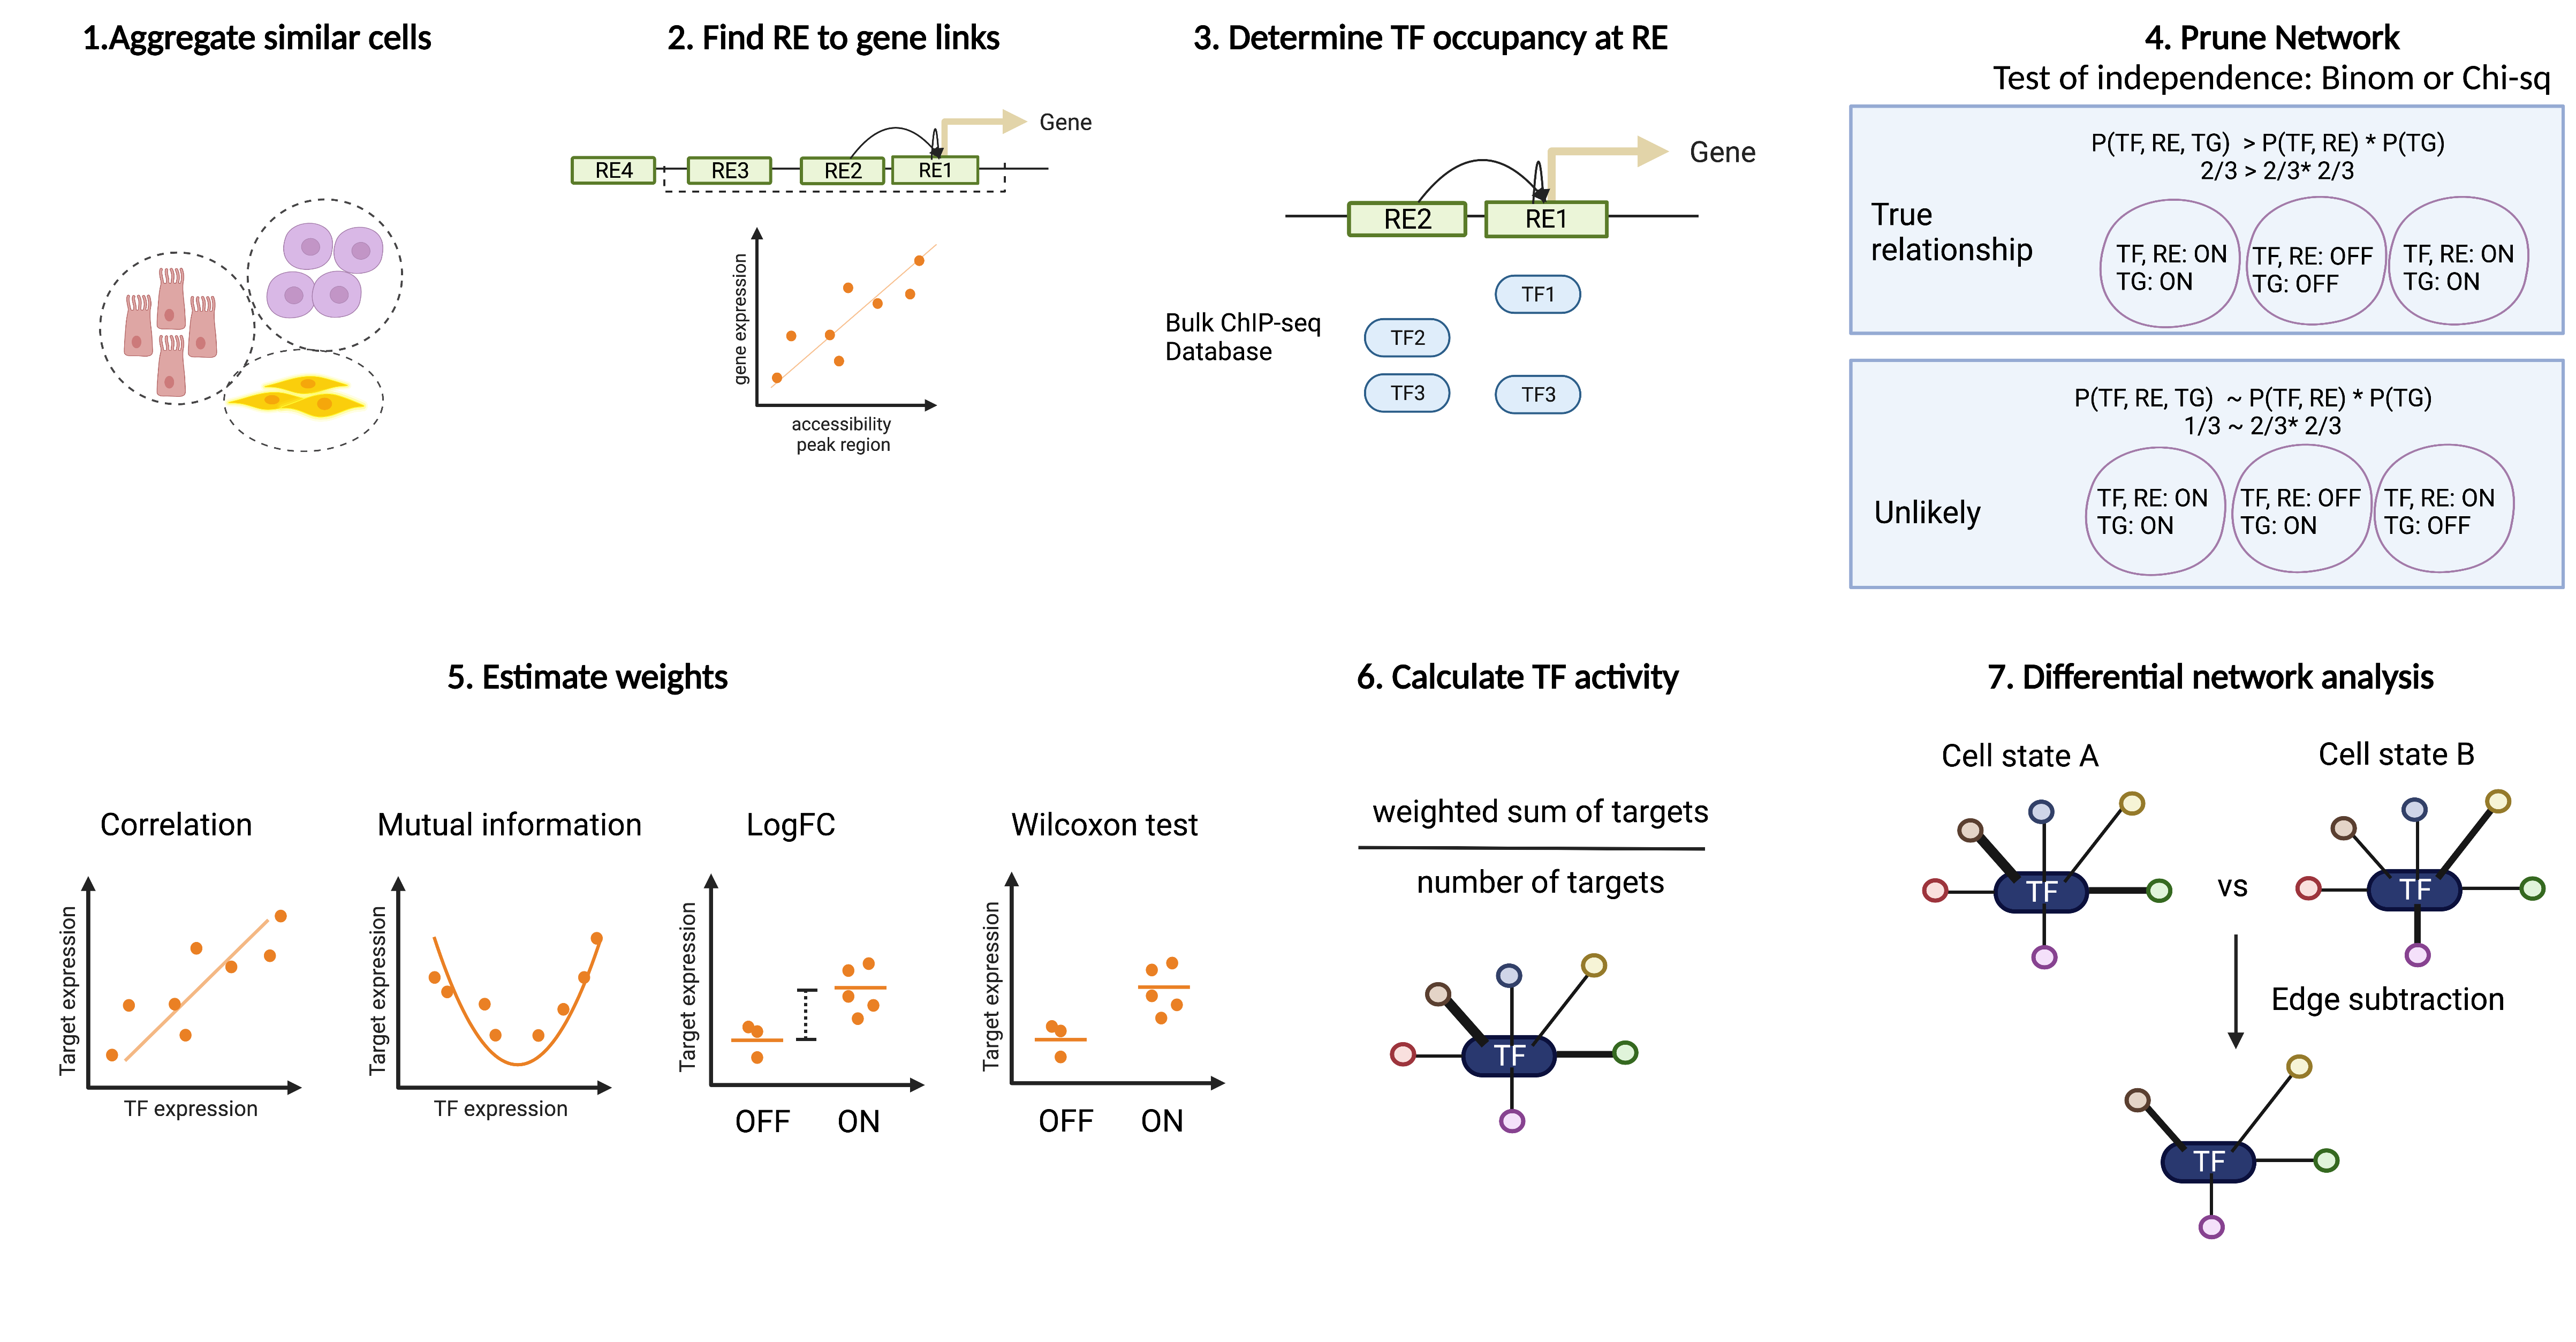 1.Aggregate similar cells
2. Find RE to gene links
Gene
RE4
RE3
RE2
RE1
gene expression
accessibility
peak region
3. Determine TF occupancy at RE
Gene
RE2
RE1
Bulk ChIP-seq
Database
TF1
TF2
TF3
TF3
4. Prune Network
Test of independence: Binom or Chi-sq
P(TF, RE, TG) > P(TF, RE) * P(TG)
2/3 > 2/3* 2/3
True
relationship
TF, RE: ON
TG: ON
TF, RE: OFF
TG: OFF
TF, RE: ON
TG: ON
P(TF, RE, TG) ~ P(TF, RE) * P(TG)
1/3 ~ 2/3* 2/3
Unlikely
TF, RE: ON
TG: ON
TF, RE: OFF
TG: ON
TF, RE: ON
TG: OFF
5. Estimate weights
Correlation
Target expression
TF expression
Mutual information
Target expression
TF expression
LogFC
Target expression
OFF
ON
Wilcoxon test
Target expression
OFF
ON
6. Calculate TF activity
weighted sum of targets
number of targets
TF
7. Differential network analysis
Cell state A
TF
vs
Cell state B
TF
Edge subtraction
TF